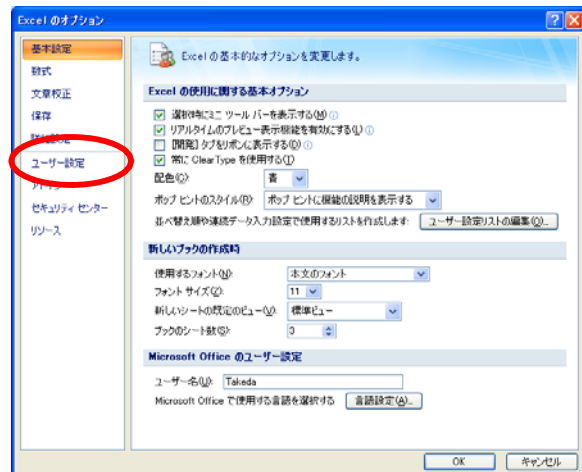 Excel のオプション
基本設定
数式
文章校正
保存
詳細設定
ユーザー設定
アドイン
セキュリティ センター
リソース
Excel の基本的なオプションを変更します。
Excel の使用に関する基本オプション
選択時にミニ ツール バーを表示する(M)
リアルタイムのプレビュー表示機能を有効にする(L)
[開発] タブをリボンに表示する(D)
常に ClearType を使用する(T)
配色(C): 青
ポップ ヒントのスタイル(R): ポップ ヒントに機能の説明を表示する
並べ替え順や連続データ入力設定で使用するリストを作成します: ユーザー設定リストの編集(O)...
新しいブックの作成時
使用するフォント(N): 本文のフォント
フォント サイズ(Z): 11
新しいシートの既定のビュー(V): 標準ビュー
ブックのシート数(S): 3
Microsoft Office のユーザー設定
ユーザー名(U): Takeda
Microsoft Office で使用する言語を選択する 言語設定(A)...
OK キャンセル